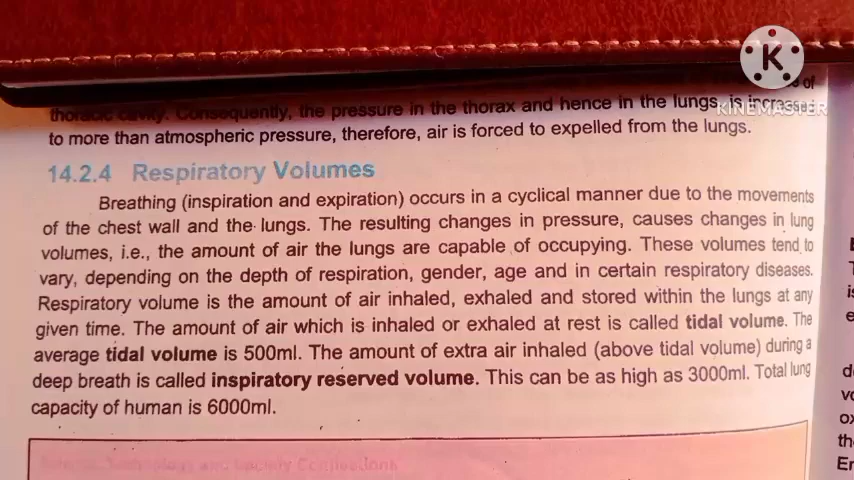 of
K
KINEMASTER
thoracic cavity. Consequently, the pressure in the thorax and hence in the lungs, is increased
to more than atmospheric pressure, therefore, air is forced to expelled from the lungs.
14.2.4 Respiratory Volumes
Breathing (inspiration and expiration) occurs in a cyclical manner due to the movements
of the chest wall and the lungs. The resulting changes in pressure, causes changes in lung
volumes, i.e., the amount of air the lungs are capable of occupying. These volumes tend to
vary, depending on the depth of respiration, gender, age and in certain respiratory diseases.
Respiratory volume is the amount of air inhaled, exhaled and stored within the lungs at any
given time. The amount of air which is inhaled or exhaled at rest is called tidal volume. The
average tidal volume is 500ml. The amount of extra air inhaled (above tidal volume) during a
deep breath is called inspiratory reserved volume. This can be as high as 3000ml. Total lung
capacity of human is 6000ml.
Science, Technology and Society Connections